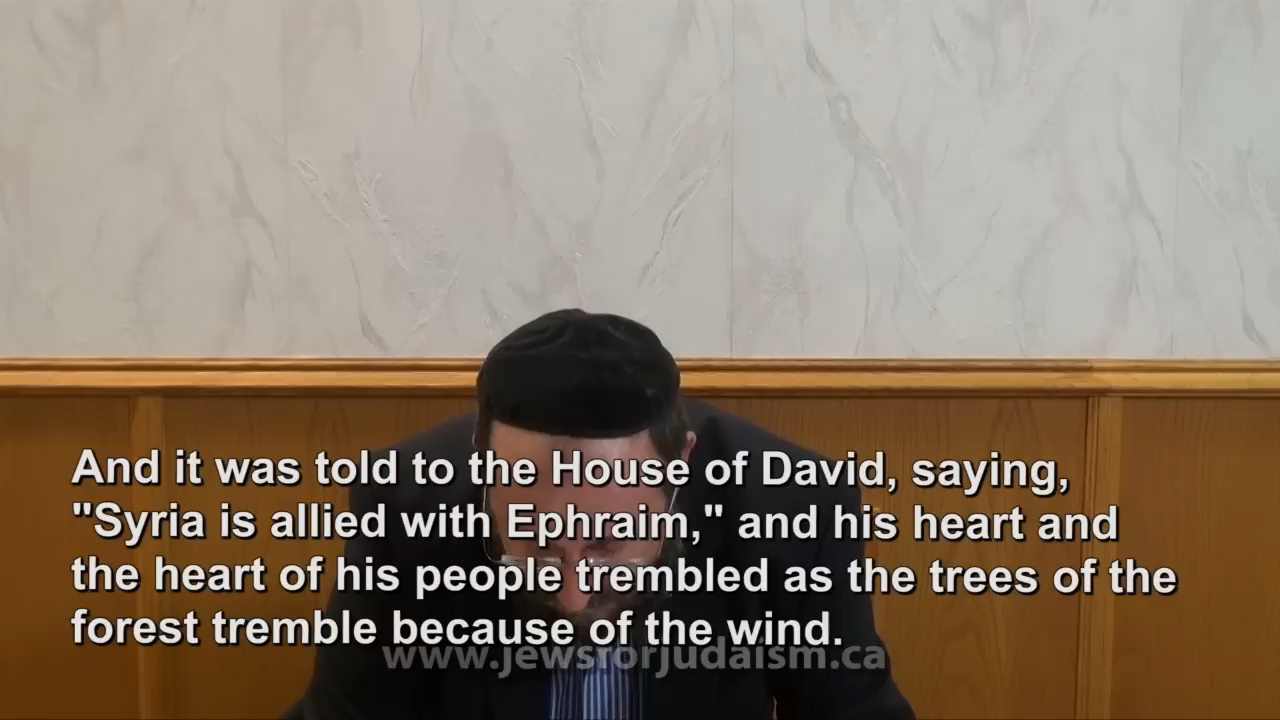 And it was told to the House of David, saying,
"Syria is allied with Ephraim," and his heart and
the heart of his people trembled as the trees of the
forest tremble because of the wind.
www.jewsforjudaism.ca